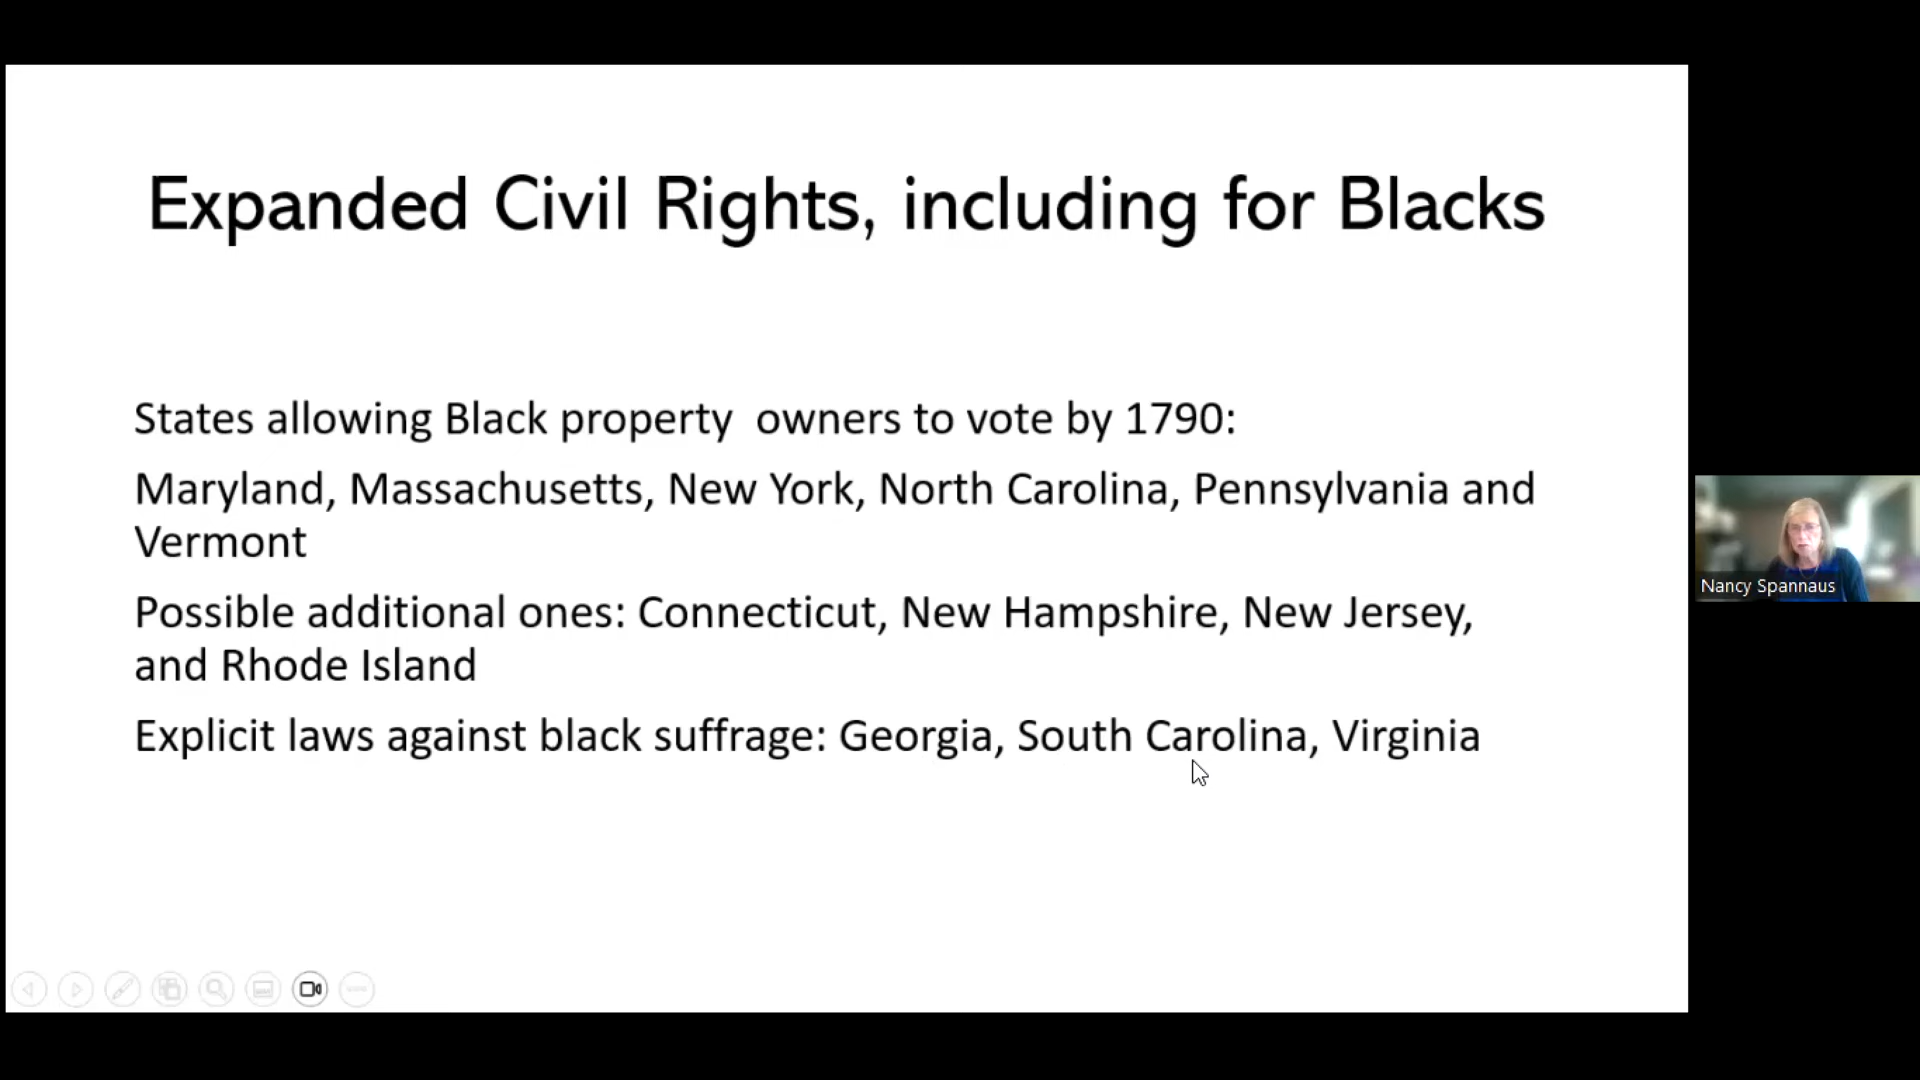 Expanded Civil Rights, including for Blacks
States allowing Black property  owners to vote by 1790:
Maryland, Massachusetts, New York, North Carolina, Pennsylvania and
Vermont
Possible additional ones: Connecticut, New Hampshire, New Jersey,
and Rhode Island
Explicit laws against black suffrage: Georgia, South Carolina, Virginia
Nancy Spannaus